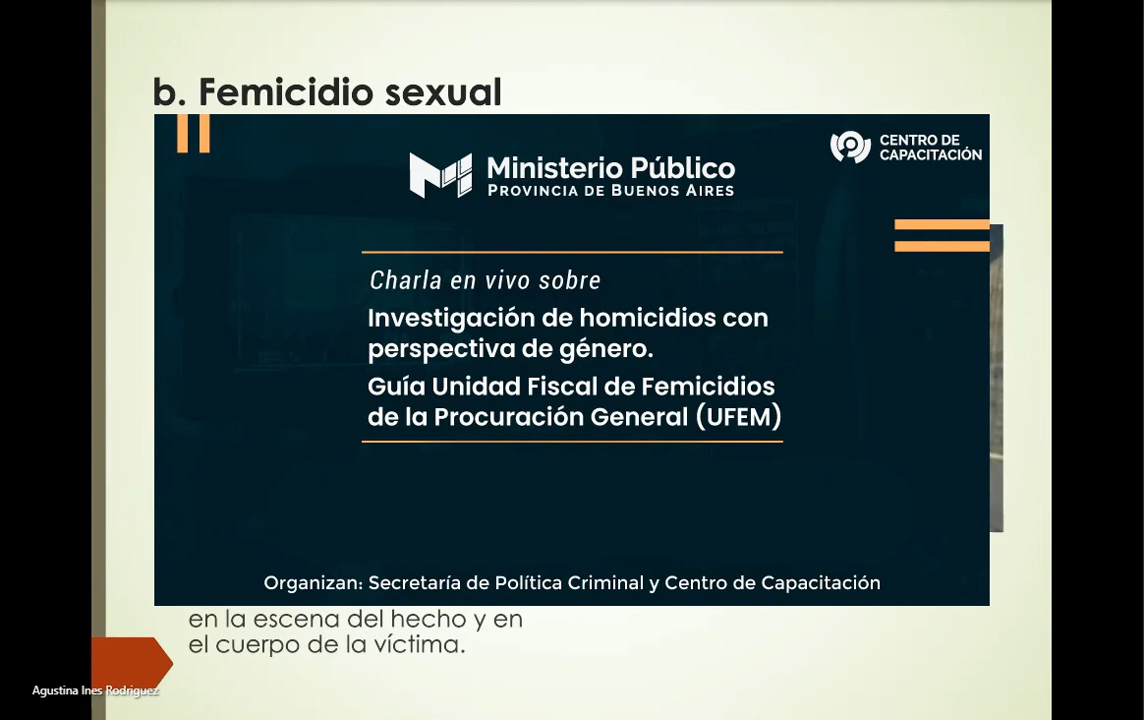 b. Femicidio sexual
CENTRO DE
CAPACITACIÓN
Ministerio Público
PROVINCIA DE BUENOS AIRES
Charla en vivo sobre
Investigación de homicidios con
perspectiva de género.
Guía Unidad Fiscal de Femicidios
de la Procuración General (UFEM)
Organizan: Secretaría de Política Criminal y Centro de Capacitación
en la escena del hecho y en
el cuerpo de la víctima.
Agustina Ines Rodriguez